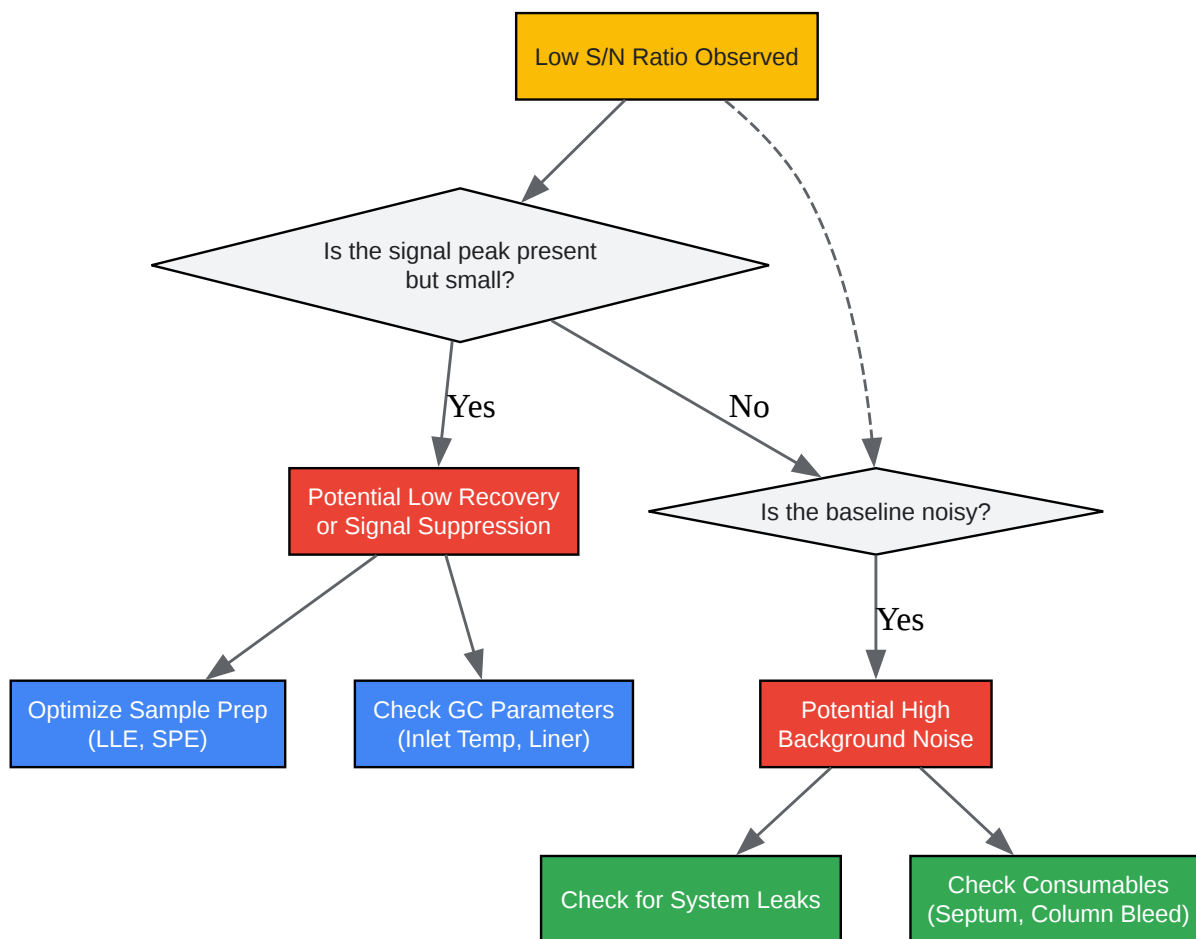 Low S/N Ratio Observed
Is the signal peak present
but small?
Yes
No
Potential Low Recovery
or Signal Suppression
Is the baseline noisy?
Yes
Optimize Sample Prep
(LLE, SPE)
Check GC Parameters
(Inlet Temp, Liner)
Potential High
Background Noise
Check for System Leaks
Check Consumables
(Septum, Column Bleed)